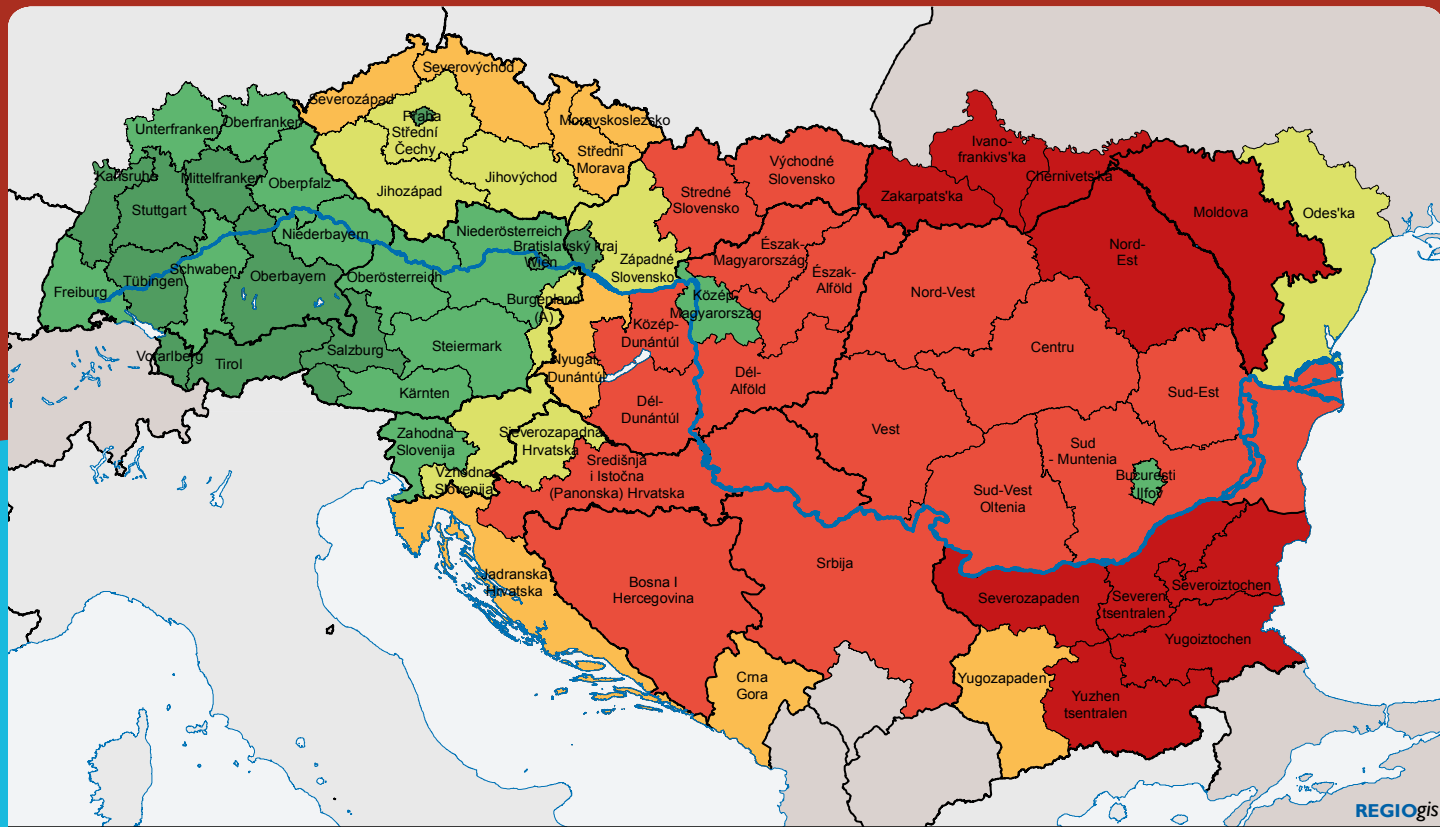 Severovýchod
Severozápad
Moravskoslezsko
Praha
Střední
Čechy
Střední
Morava
Unterfranken
Oberfranken
Karlsruhe
Mittelfranken
Oberpfalz
Jihozápad
Jihovýchod
Stuttgart
Niederbayern
Niederösterreich
Bratislavský kraj
Wien
Západné
Slovensko
Stredné
Slovensko
Východné
Slovensko
Zakarpats'ka
Ivano-
frankivs'ka
Chernivets'ka
Moldova
Odes'ka
Nord-
Est
Freiburg
Tübingen
Schwaben
Oberbayern
Oberösterreich
Burgenland
(A)
Észak-
Magyarország
Észak-
Alföld
Közép-
Magyarország
Nord-Vest
Közép-
Dunántúl
Vorarlberg
Tirol
Salzburg
Steiermark
Nyugat-
Dunántúl
Kärnten
Dél-
Dunántúl
Dél-
Alföld
Centru
Sud-Est
Vest
Zahodna
Slovenija
Vzhodna
Slovenija
Sjeverozapadna
Hrvatska
Središnja
i Istočna
(Panonska) Hrvatska
Sud
- Muntenia
Bucuresti
- Ilfov
Sud-Vest
Oltenia
Jadranska
Hrvatska
Bosna I
Hercegovina
Srbija
Severozapaden
Severen
tsentralen
Severoiztochen
Yugoiztochen
Crna
Gora
Yugozapaden
Yuzhen
tsentralen
REGIOgis